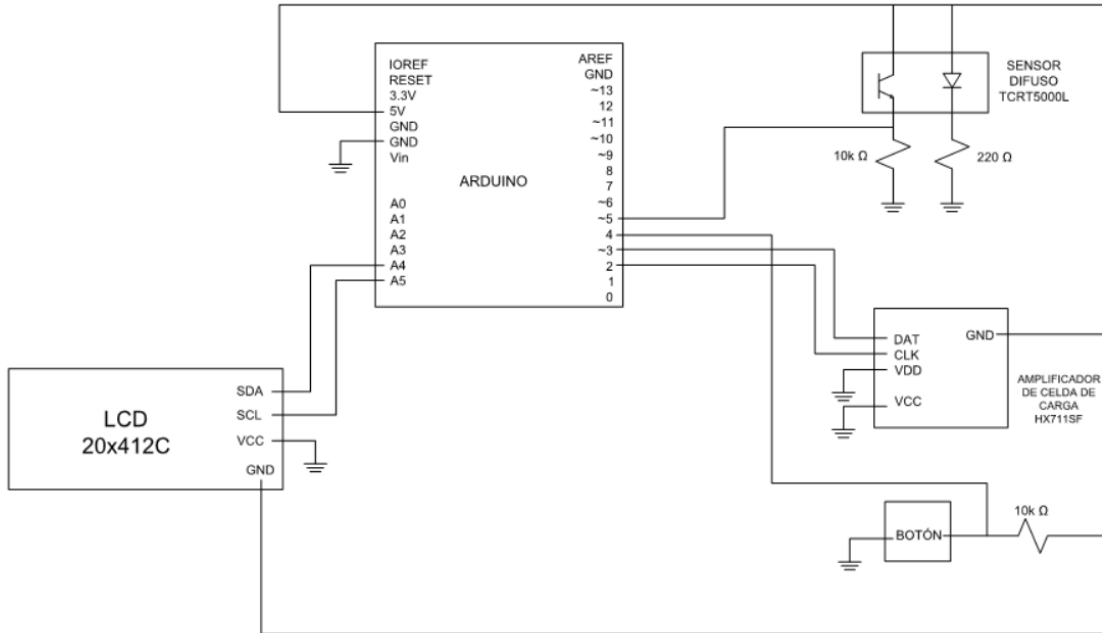 IOREF
RESET
3.3V
5V
GND
GND
Vin
A0
A1
A2
A3
A4
A5
ARDUINO
AREF
GND
~13
12
~11
~10
~9
8
7
~6
~5
4
~3
2
1
0
SENSOR
DIFUSO
TCRT5000L
10k Ω
220 Ω
LCD
20x412C
SDA
SCL
VCC
GND
DAT
CLK
VDD
VCC
GND
AMPLIFICADOR
DE CELDA DE
CARGA
HX711SF
BOTÓN
10k Ω